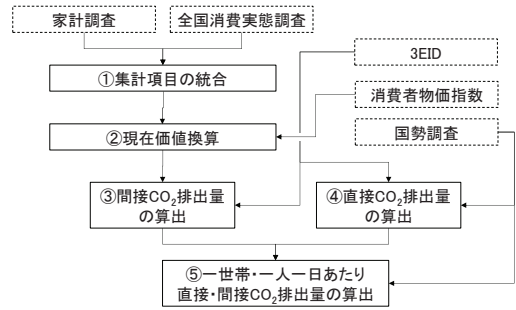 家計調査
全国消費実態調査
3EID
①集計項目の統合
消費者物価指数
②現在価値換算
国勢調査
③間接CO₂排出量
の算出
④直接CO₂排出量
の算出
⑤一世帯・一人一日あたり
直接・間接CO₂排出量の算出